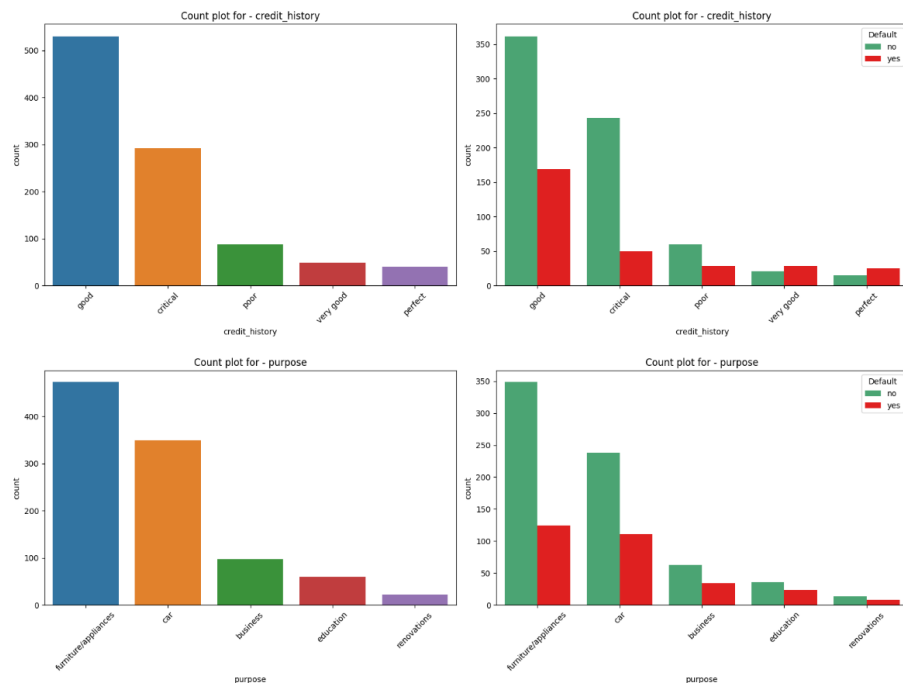 Count plot for - credit_history
500
400
300
200
100
0
count
good
critical
poor
very good
perfect
credit_history
Count plot for - credit_history
Default
no
yes
350
300
250
200
150
100
50
0
count
good
critical
poor
very good
perfect
credit_history
Count plot for - purpose
400
300
200
100
0
count
furniture/appliances
car
business
education
renovations
purpose
Count plot for - purpose
Default
no
yes
350
300
250
200
150
100
50
0
count
furniture/appliances
car
business
education
renovations
purpose